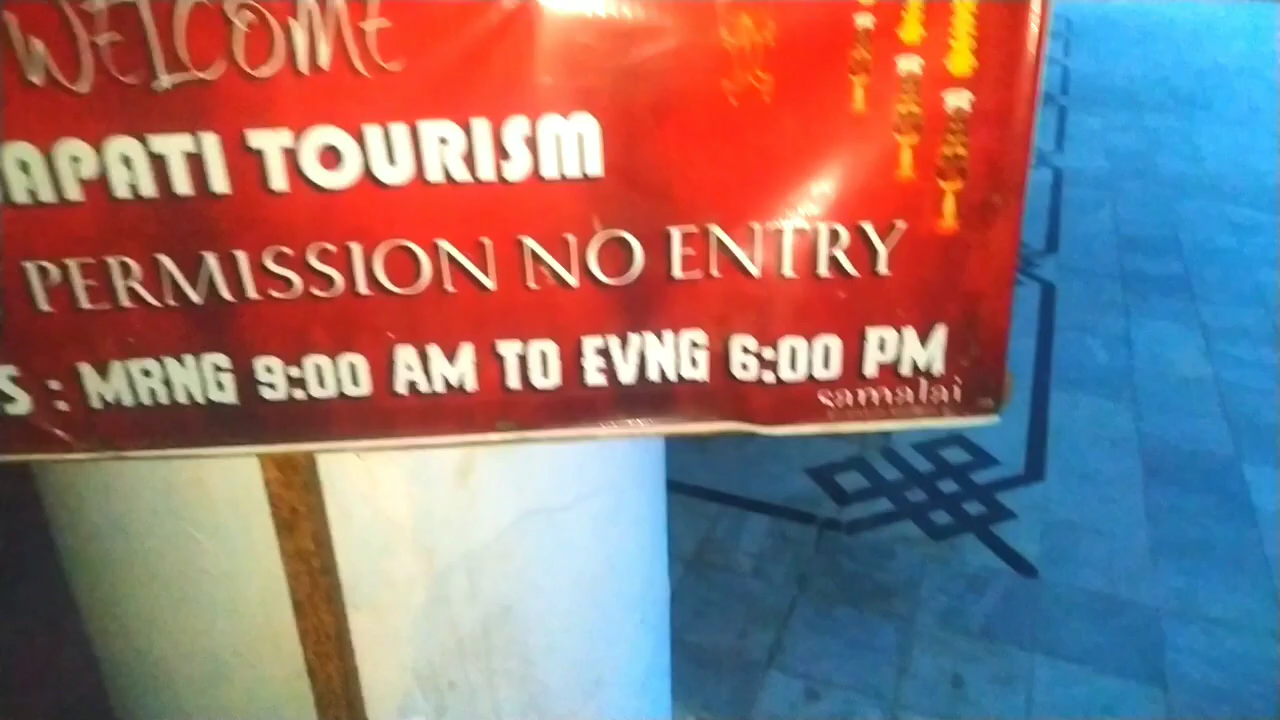 WELCOME
APATI TOURISM
PERMISSION NO ENTRY
S : MRNG 9:00 AM TO EVNG 6:00 PM
samalai